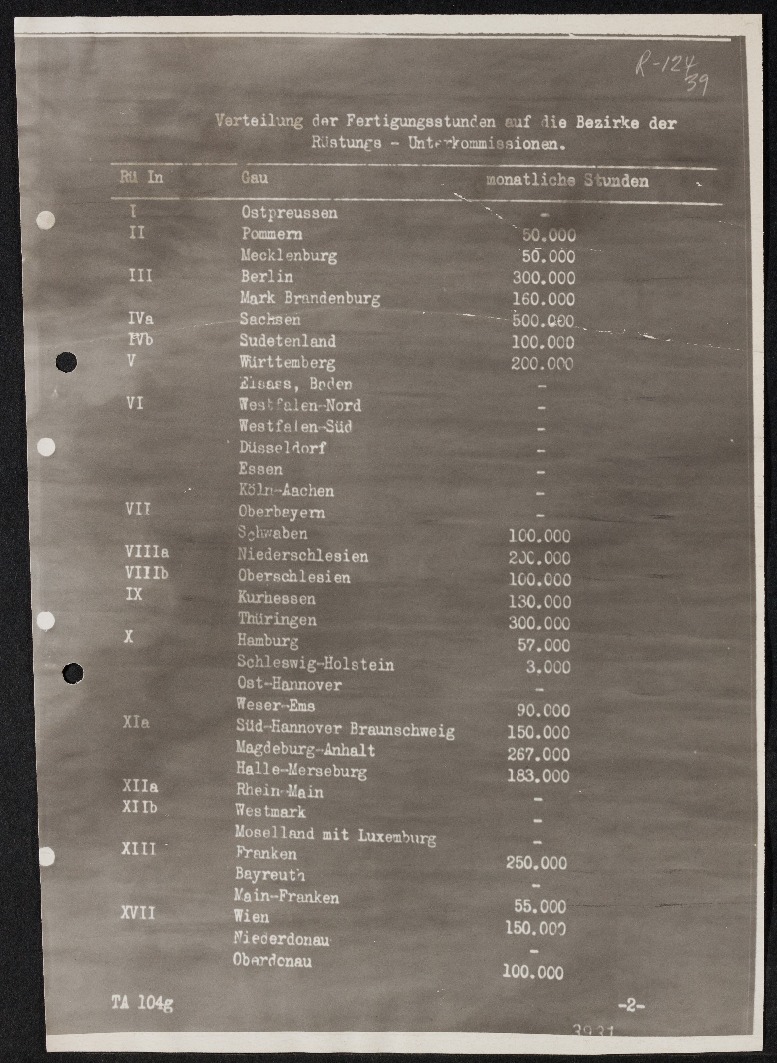 R-124
39
Verteilung der Fertigungsstunden auf die Bezirke der
Rüstungs - Unterkommissionen.
Rü In Gau monatliche Stunden
I Ostpreussen -
II Pommern 50.000
Mecklenburg 50.000
III Berlin 300.000
Mark Brandenburg 160.000
IVa Sachsen 500.000
IVb Sudetenland 100.000
V Württemberg 200.000
Elsass, Baden -
VI Westfalen-Nord -
Westfalen-Süd -
Düsseldorf -
Essen -
Köln-Aachen -
VII Oberbayern -
Schwaben 100.000
VIIIa Niederschlesien 200.000
VIIIb Oberschlesien 100.000
IX Kurhessen 130.000
Thüringen 300.000
X Hamburg 57.000
Schleswig-Holstein 3.000
Ost-Hannover -
Weser-Ems 90.000
XIa Süd-Hannover Braunschweig 150.000
Magdeburg-Anhalt 267.000
Halle-Merseburg 183.000
XIIa Rhein-Main -
XIIb Westmark -
Moselland mit Luxemburg -
XIII Franken 250.000
Bayreuth -
Main-Franken 55.000
XVII Wien 150.000
Niederdonau -
Oberdonau 100.000
TA 104g -2-
3931